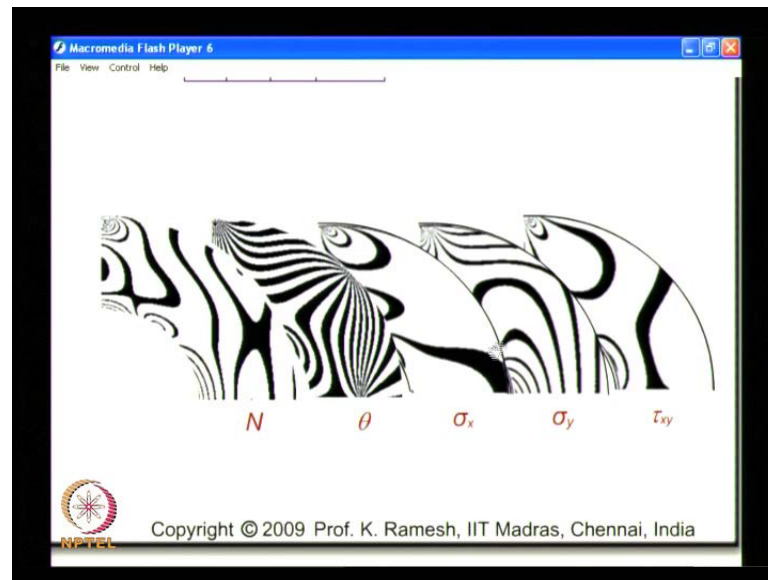 Macromedia Flash Player 6
File View Control Help
N θ σx σy τxy
NPTEL
Copyright © 2009 Prof. K. Ramesh, IIT Madras, Chennai, India